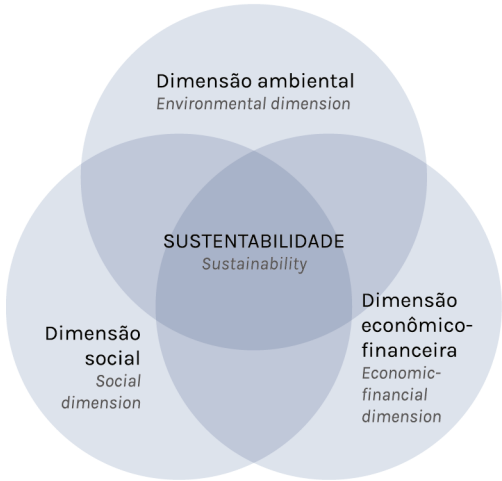 Dimensão ambiental
Environmental dimension
SUSTENTABILIDADE
Sustainability
Dimensão
social
Social
dimension
Dimensão
econômico-
financeira
Economic-
financial
dimension